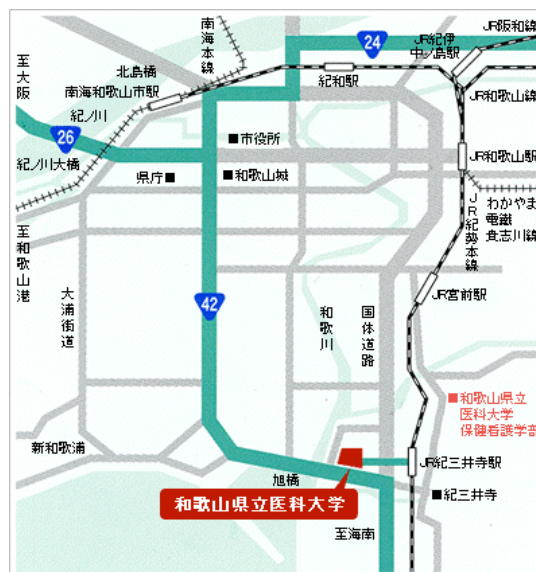 南海本線
24
JR阪和線
JR紀伊
中ノ島駅
至大阪
北島橋
南海和歌山市駅
紀和駅
JR和歌山線
紀ノ川
26
■市役所
紀ノ川大橋
JR和歌山駅
県庁■
■和歌山城
JR紀勢本線
わかやま
電鐵
貴志川線
至和歌山港
大浦街道
42
和歌川
国体道路
JR宮前駅
■和歌山県立
医科大学
保健看護学部
新和歌浦
JR紀三井寺駅
旭橋
■紀三井寺
和歌山県立医科大学
至海南